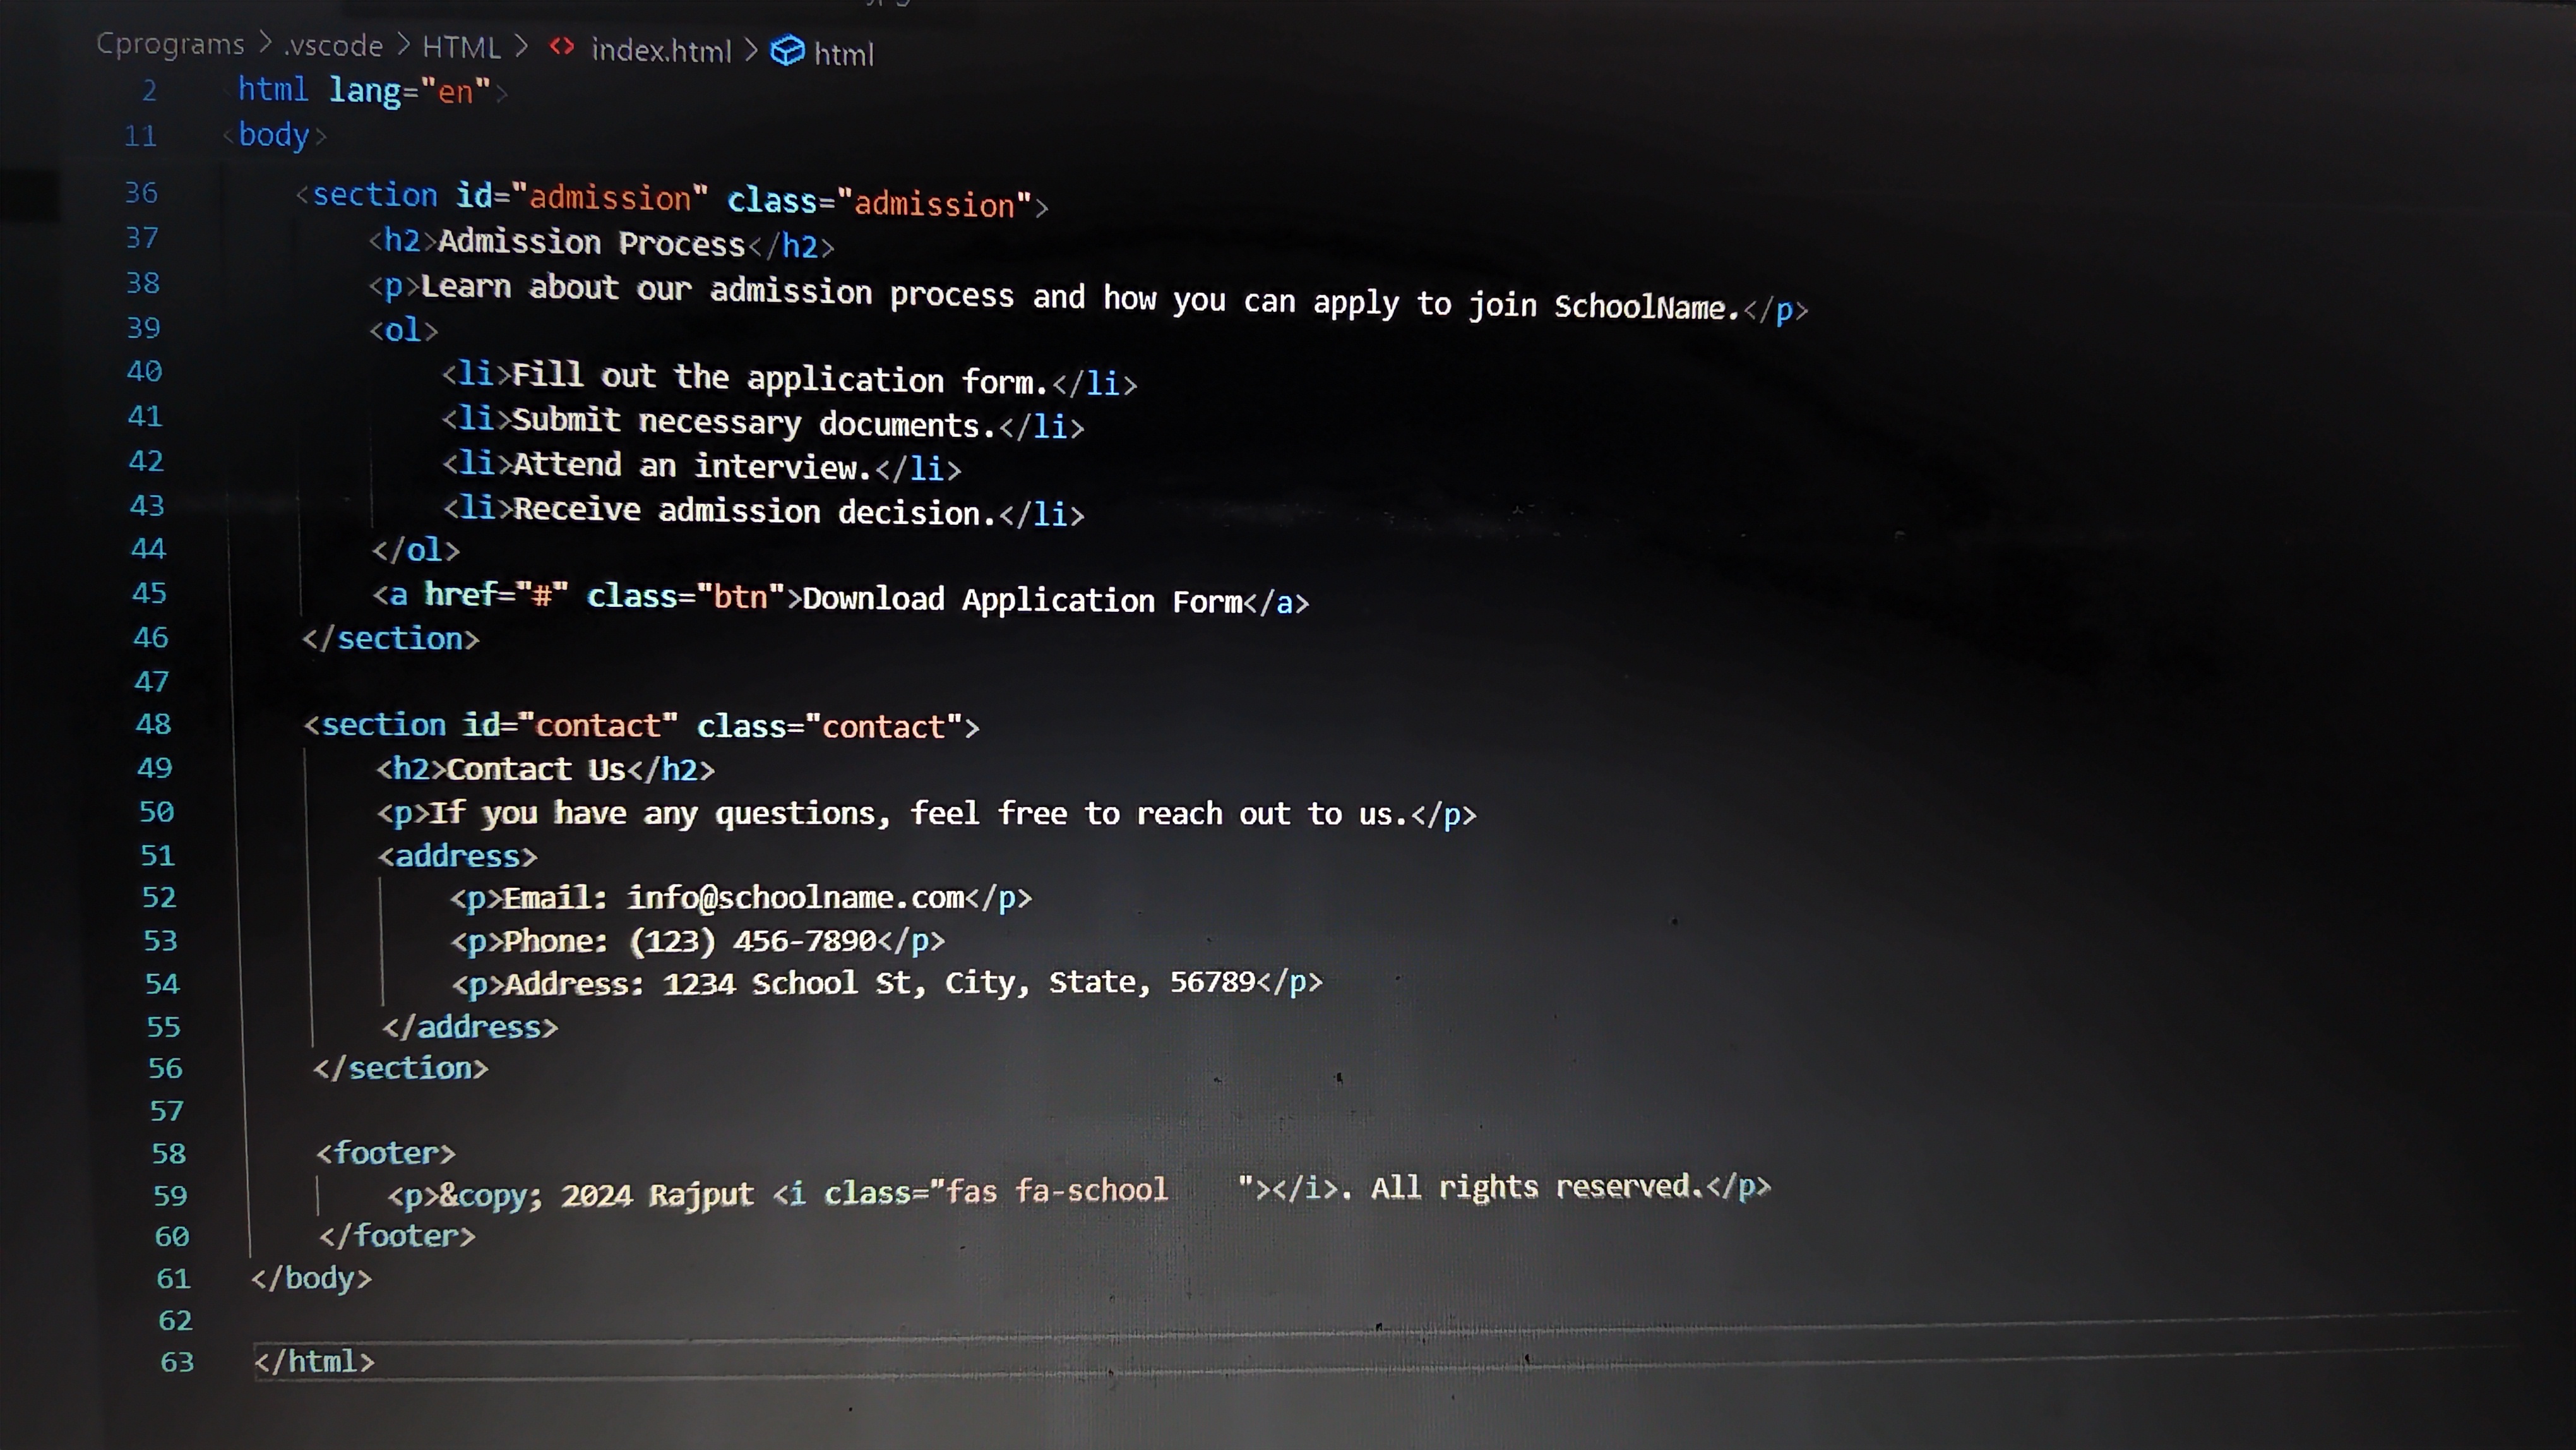 Cprograms > .vscode > HTML > <> index.html > html
2 html lang="en">
11 <body>
36 <section id="admission" class="admission">
37 <h2>Admission Process</h2>
38 <p>Learn about our admission process and how you can apply to join SchoolName.</p>
39 <ol>
40 <li>Fill out the application form.</li>
41 <li>Submit necessary documents.</li>
42 <li>Attend an interview.</li>
43 <li>Receive admission decision.</li>
44 </ol>
45 <a href="#" class="btn">Download Application Form</a>
46 </section>
47
48 <section id="contact" class="contact">
49 <h2>Contact Us</h2>
50 <p>If you have any questions, feel free to reach out to us.</p>
51 <address>
52 <p>Email: info@schoolname.com</p>
53 <p>Phone: (123) 456-7890</p>
54 <p>Address: 1234 School St, City, State, 56789</p>
55 </address>
56 </section>
57
58 <footer>
59 <p>&copy; 2024 Rajput <i class="fas fa-school    "></i>. All rights reserved.</p>
60 </footer>
61 </body>
62
63 </html>